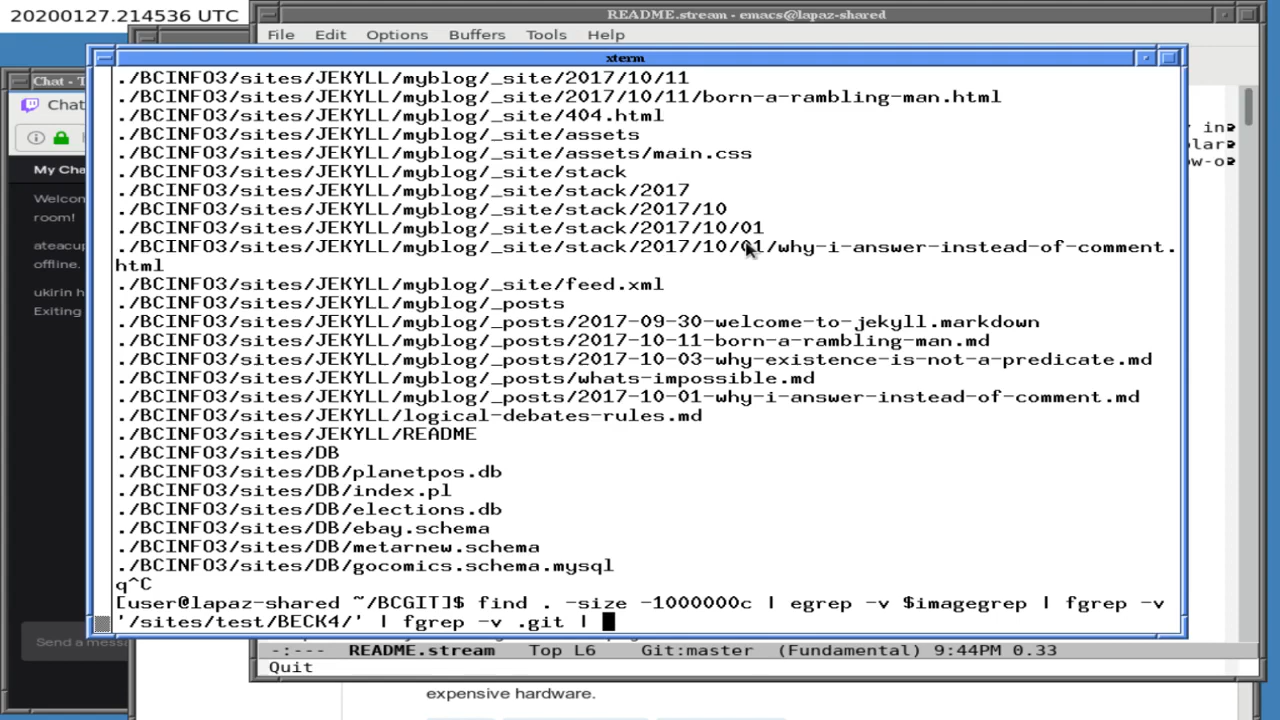 20200127.214536 UTC
README.stream - emacs@lapaz-shared
File Edit Options Buffers Tools Help
xterm
Chat - T
Chat
My Cha
Welcon
room!
ateacup
offline.
ukirin h
Exiting
Send a messa
./BCINFO3/sites/JEKYLL/myblog/_site/2017/10/11
./BCINFO3/sites/JEKYLL/myblog/_site/2017/10/11/born-a-rambling-man.html
./BCINFO3/sites/JEKYLL/myblog/_site/404.html
./BCINFO3/sites/JEKYLL/myblog/_site/assets
./BCINFO3/sites/JEKYLL/myblog/_site/assets/main.css
./BCINFO3/sites/JEKYLL/myblog/_site/stack
./BCINFO3/sites/JEKYLL/myblog/_site/stack/2017
./BCINFO3/sites/JEKYLL/myblog/_site/stack/2017/10
./BCINFO3/sites/JEKYLL/myblog/_site/stack/2017/10/01
./BCINFO3/sites/JEKYLL/myblog/_site/stack/2017/10/01/why-i-answer-instead-of-comment.
html
./BCINFO3/sites/JEKYLL/myblog/_site/feed.xml
./BCINFO3/sites/JEKYLL/myblog/_posts
./BCINFO3/sites/JEKYLL/myblog/_posts/2017-09-30-welcome-to-jekyll.markdown
./BCINFO3/sites/JEKYLL/myblog/_posts/2017-10-11-born-a-rambling-man.md
./BCINFO3/sites/JEKYLL/myblog/_posts/2017-10-03-why-existence-is-not-a-predicate.md
./BCINFO3/sites/JEKYLL/myblog/_posts/whats-impossible.md
./BCINFO3/sites/JEKYLL/myblog/_posts/2017-10-01-why-i-answer-instead-of-comment.md
./BCINFO3/sites/JEKYLL/logical-debates-rules.md
./BCINFO3/sites/JEKYLL/README
./BCINFO3/sites/DB
./BCINFO3/sites/DB/planetpos.db
./BCINFO3/sites/DB/index.pl
./BCINFO3/sites/DB/elections.db
./BCINFO3/sites/DB/ebay.schema
./BCINFO3/sites/DB/metarnew.schema
./BCINFO3/sites/DB/gocomics.schema.mysql
q^C
[user@lapaz-shared ~/BCGIT]$ find . -size -1000000c | egrep -v $imagegrep | fgrep -v
'/sites/test/BECK4/' | fgrep -v .git |
in
lar
w-o
-:--- README.stream Top L6 Git:master (Fundamental) 9:44PM 0.33
Quit
expensive hardware.